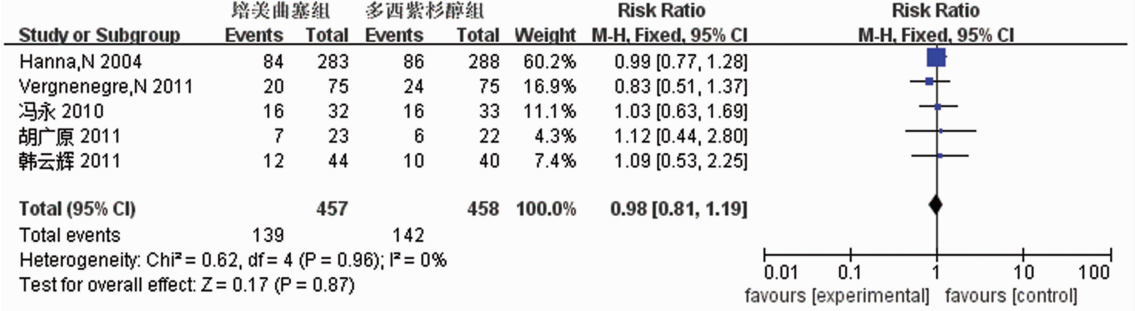 培美曲塞组 多西紫杉醇组 Risk Ratio Risk Ratio
Study or Subgroup Events Total Events Total Weight M-H, Fixed, 95% CI M-H, Fixed, 95% CI
Hanna,N 2004 84 283 86 288 60.2% 0.99 [0.77, 1.28]
Vergnenegre,N 2011 20 75 24 75 16.9% 0.83 [0.51, 1.37]
冯永 2010 16 32 16 33 11.1% 1.03 [0.63, 1.69]
胡广原 2011 7 23 6 22 4.3% 1.12 [0.44, 2.80]
韩云辉 2011 12 44 10 40 7.4% 1.09 [0.53, 2.25]
Total (95% CI) 457 458 100.0% 0.98 [0.81, 1.19]
Total events 139 142
Heterogeneity: Chi² = 0.62, df = 4 (P = 0.96); I² = 0%
Test for overall effect: Z = 0.17 (P = 0.87)
0.01 0.1 1 10 100
favours [experimental] favours [control]